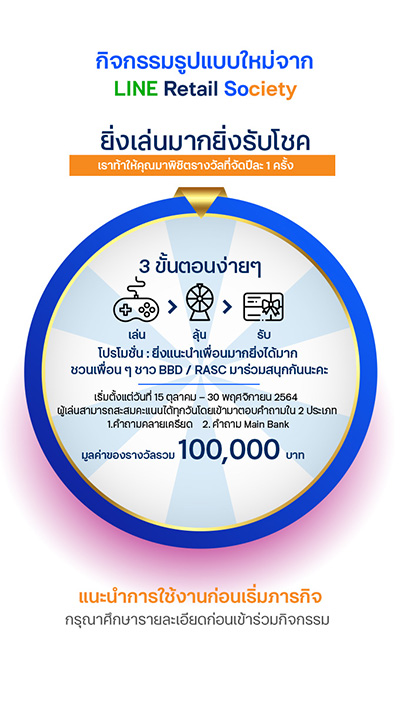 กิจกรรมรูปแบบใหม่จาก
LINE Retail Society
ยิ่งเล่นมากยิ่งรับโชค
เราท้าให้คุณมาพิชิตรางวัลที่จัดปีละ 1 ครั้ง
3 ขั้นตอนง่ายๆ
เล่น ลุ้น รับ
โปรโมชั่น : ยิ่งแนะนำเพื่อนมากยิ่งได้มาก
ชวนเพื่อน ๆ ชาว BBD / RASC มาร่วมสนุกกันนะคะ
เริ่มตั้งแต่วันที่ 15 ตุลาคม – 30 พฤศจิกายน 2564
ผู้เล่นสามารถสะสมคะแนนได้ทุกวันโดยเข้ามาตอบคำถามใน 2 ประเภท
1.คำถามคลายเครียด 2. คำถาม Main Bank
มูลค่าของรางวัลรวม 100,000 บาท
แนะนำการใช้งานก่อนเริ่มภารกิจ
กรุณาศึกษารายละเอียดก่อนเข้าร่วมกิจกรรม